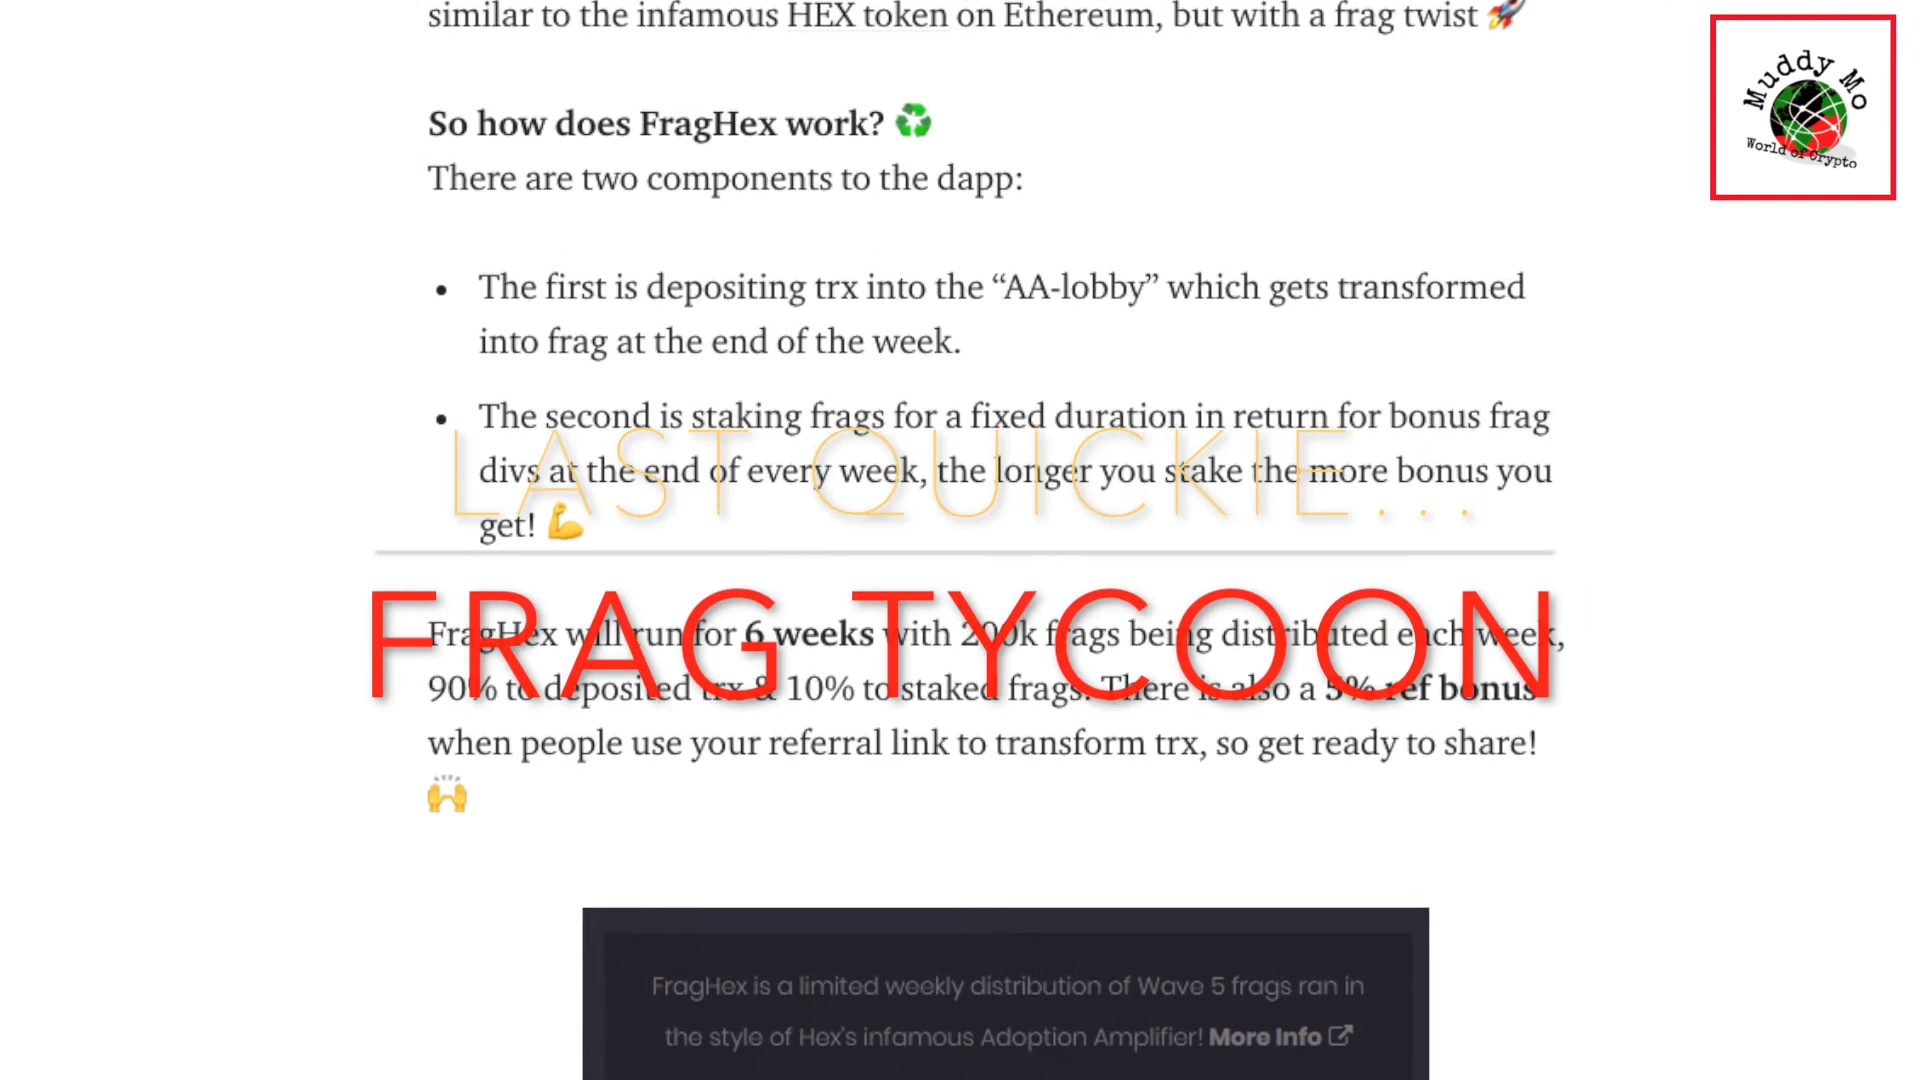 similar to the infamous HEX token on Ethereum, but with a frag twist 🚀
Muddy Mo
World of Crypto
So how does FragHex work? ♻️
There are two components to the dapp:
• The first is depositing trx into the “AA-lobby” which gets transformed
into frag at the end of the week.
• The second is staking frags for a fixed duration in return for bonus frag
divs at the end of every week, the longer you stake the more bonus you
get! 💪
LAST QUICKIE...
FRAG TYCOON
FragHex will run for 6 weeks with 200k frags being distributed each week,
90% to deposited trx & 10% to staked frags. There is also a 5% ref bonus
when people use your referral link to transform trx, so get ready to share!
🙌
FragHex is a limited weekly distribution of Wave 5 frags ran in
the style of Hex's infamous Adoption Amplifier! More Info